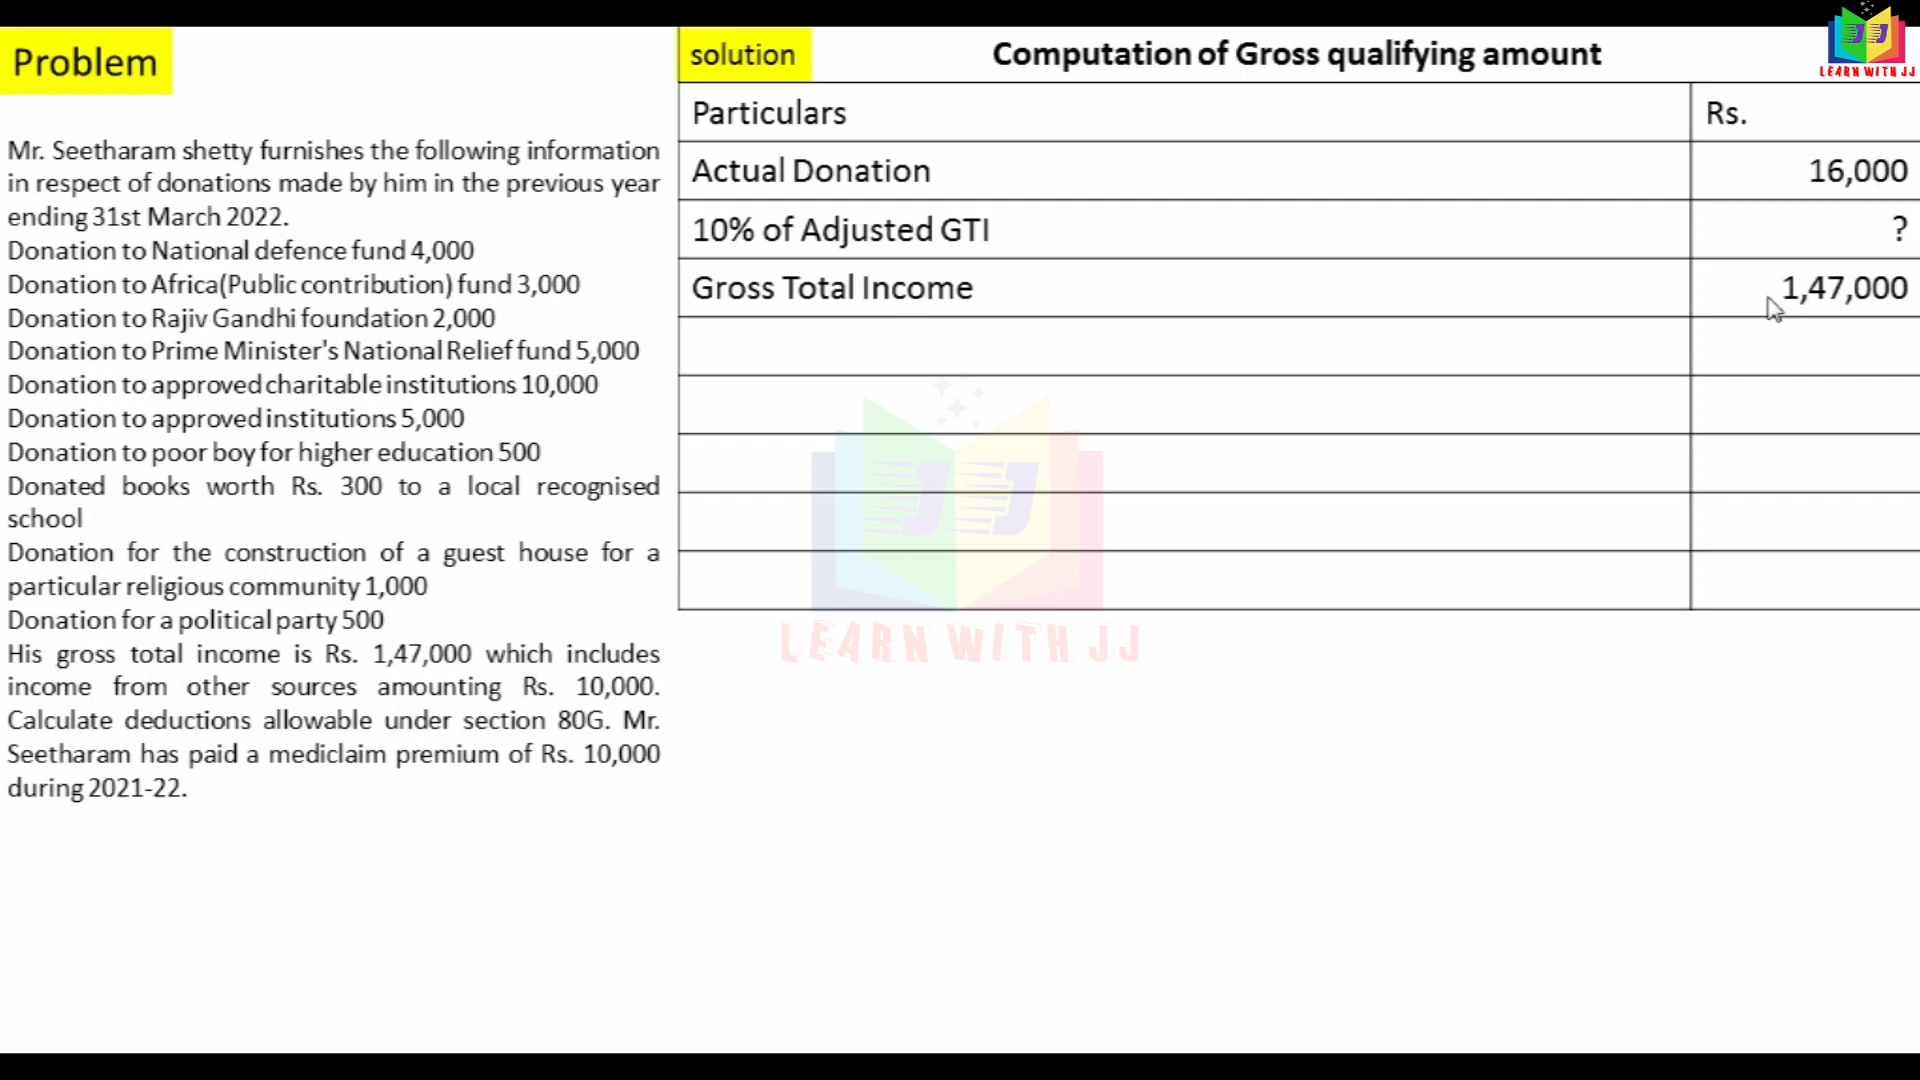 Problem
Mr. Seetharam shetty furnishes the following information
in respect of donations made by him in the previous year
ending 31st March 2022.
Donation to National defence fund 4,000
Donation to Africa(Public contribution) fund 3,000
Donation to Rajiv Gandhi foundation 2,000
Donation to Prime Minister's National Relief fund 5,000
Donation to approved charitable institutions 10,000
Donation to approved institutions 5,000
Donation to poor boy for higher education 500
Donated books worth Rs. 300 to a local recognised
school
Donation for the construction of a guest house for a
particular religious community 1,000
Donation for a political party 500
His gross total income is Rs. 1,47,000 which includes
income from other sources amounting Rs. 10,000.
Calculate deductions allowable under section 80G. Mr.
Seetharam has paid a mediclaim premium of Rs. 10,000
during 2021-22.
solution
Computation of Gross qualifying amount
Particulars Rs.
Actual Donation 16,000
10% of Adjusted GTI ?
Gross Total Income 1,47,000
JJ
LEARN WITH JJ
JJ
LEARN WITH JJ